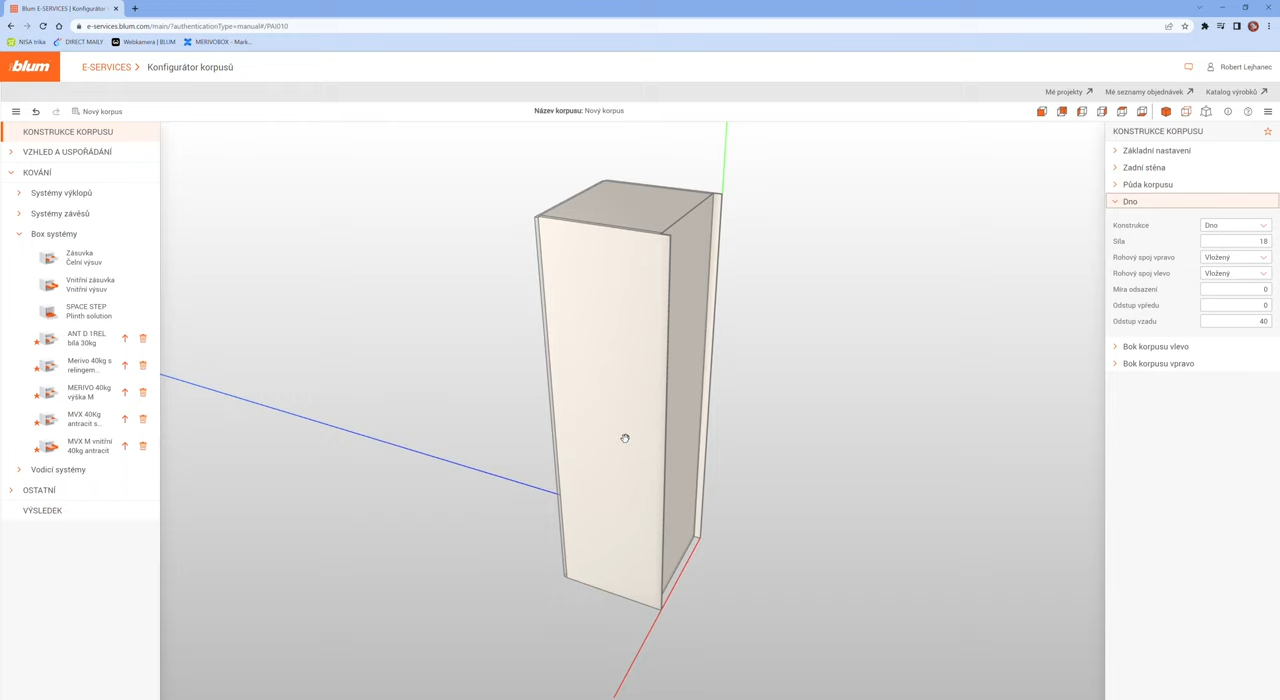 Blum E-SERVICES | Konfigurátor
e-services.blum.com/main/?authenticationType=manual#/PAI010
NISA trika
DIRECT MAILY
Webkamera | BLUM
MERIVOBOX - Mark...
blum
E-SERVICES
Konfigurátor korpusů
Robert Lejhanec
Mé projekty
Mé seznamy objednávek
Katalog výrobků
Nový korpus
Název korpusu: Nový korpus
KONSTRUKCE KORPUSU
VZHLED A USPOŘÁDÁNÍ
KOVÁNÍ
Systémy výklopů
Systémy závěsů
Box systémy
Zásuvka
Čelní výsuv
Vnitřní zásuvka
Vnitřní výsuv
SPACE STEP
Plinth solution
ANT D 1REL
bílá 30kg
Merivo 40kg s
relingem...
MERIVO 40kg
výška M
MVX 40Kg
antracit s...
MVX M vnitřní
40kg antracit
Vodicí systémy
OSTATNÍ
VÝSLEDEK
KONSTRUKCE KORPUSU
Základní nastavení
Zadní stěna
Půda korpusu
Dno
Konstrukce
Dno
Síla
18
Rohový spoj vpravo
Vložený
Rohový spoj vlevo
Vložený
Míra odsazení
0
Odstup vpředu
0
Odstup vzadu
40
Bok korpusu vlevo
Bok korpusu vpravo